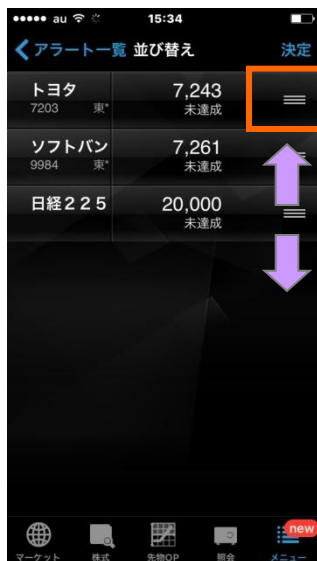 au 15:34
アラート一覧 並び替え 決定
トヨタ 7,243
7203 東* 未達成
ソフトバン 7,261
9984 東* 未達成
日経２２５ 20,000
未達成
new
マーケット 株式 先物OP 照会 メニュー